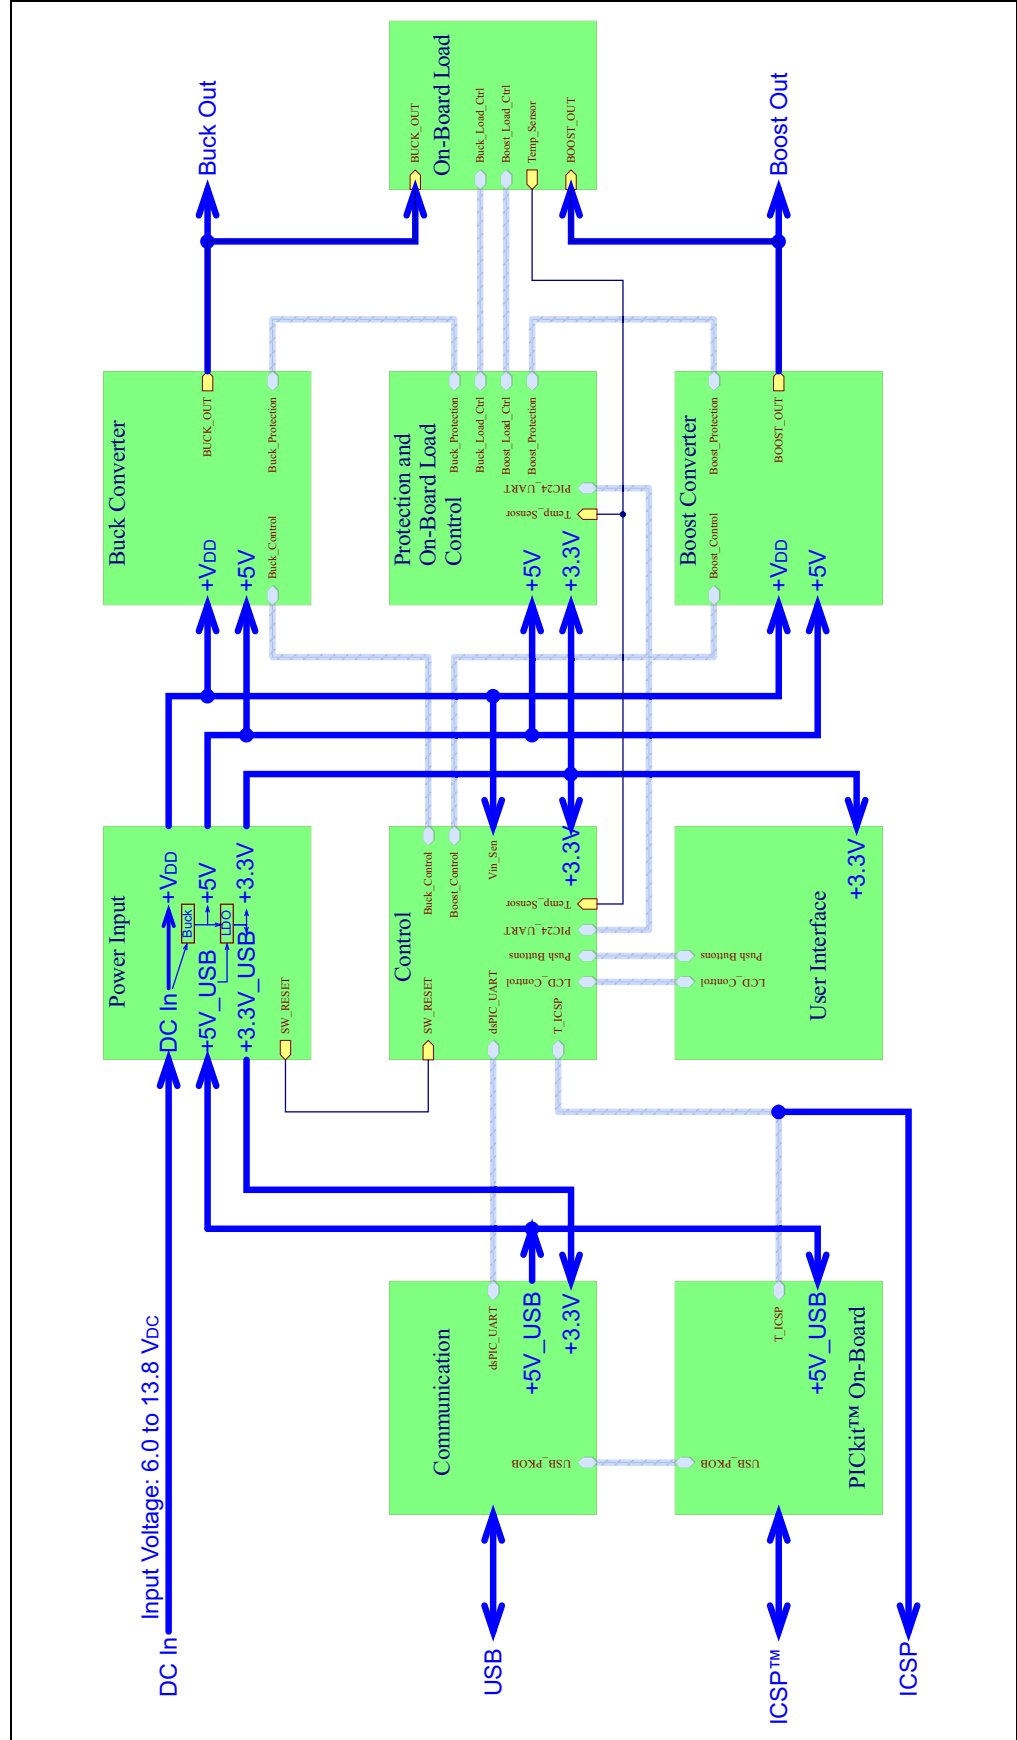 DC In
Input Voltage: 6.0 to 13.8 VDC
Power Input
DC In
+VDD
Buck
+5V_USB
+5V
LDO
+3.3V_USB
+3.3V
SW_RESET
Buck Converter
+VDD
+5V
Buck_Control
BUCK_OUT
Buck_Protection
Buck Out
USB
Communication
dsPIC_UART
+5V_USB
+3.3V
USB_PKOB
Control
SW_RESET
Buck_Control
Boost_Control
dsPIC_UART
Vin_Sen
T_ICSP
+3.3V
LCD_Control
Push Buttons
PIC24_UART
Temp_Sensor
Protection and
On-Board Load
Control
Buck_Protection
Buck_Load_Ctrl
Boost_Load_Ctrl
Boost_Protection
+5V
+3.3V
Temp_Sensor
PIC24_UART
On-Board Load
BUCK_OUT
Buck_Load_Ctrl
Boost_Load_Ctrl
Temp_Sensor
BOOST_OUT
ICSP™
USB_PKOB
T_ICSP
+5V_USB
PICkit™ On-Board
LCD_Control
Push Buttons
User Interface
+3.3V
Boost Converter
Boost_Control
Boost_Protection
+VDD
+5V
BOOST_OUT
Boost Out
ICSP